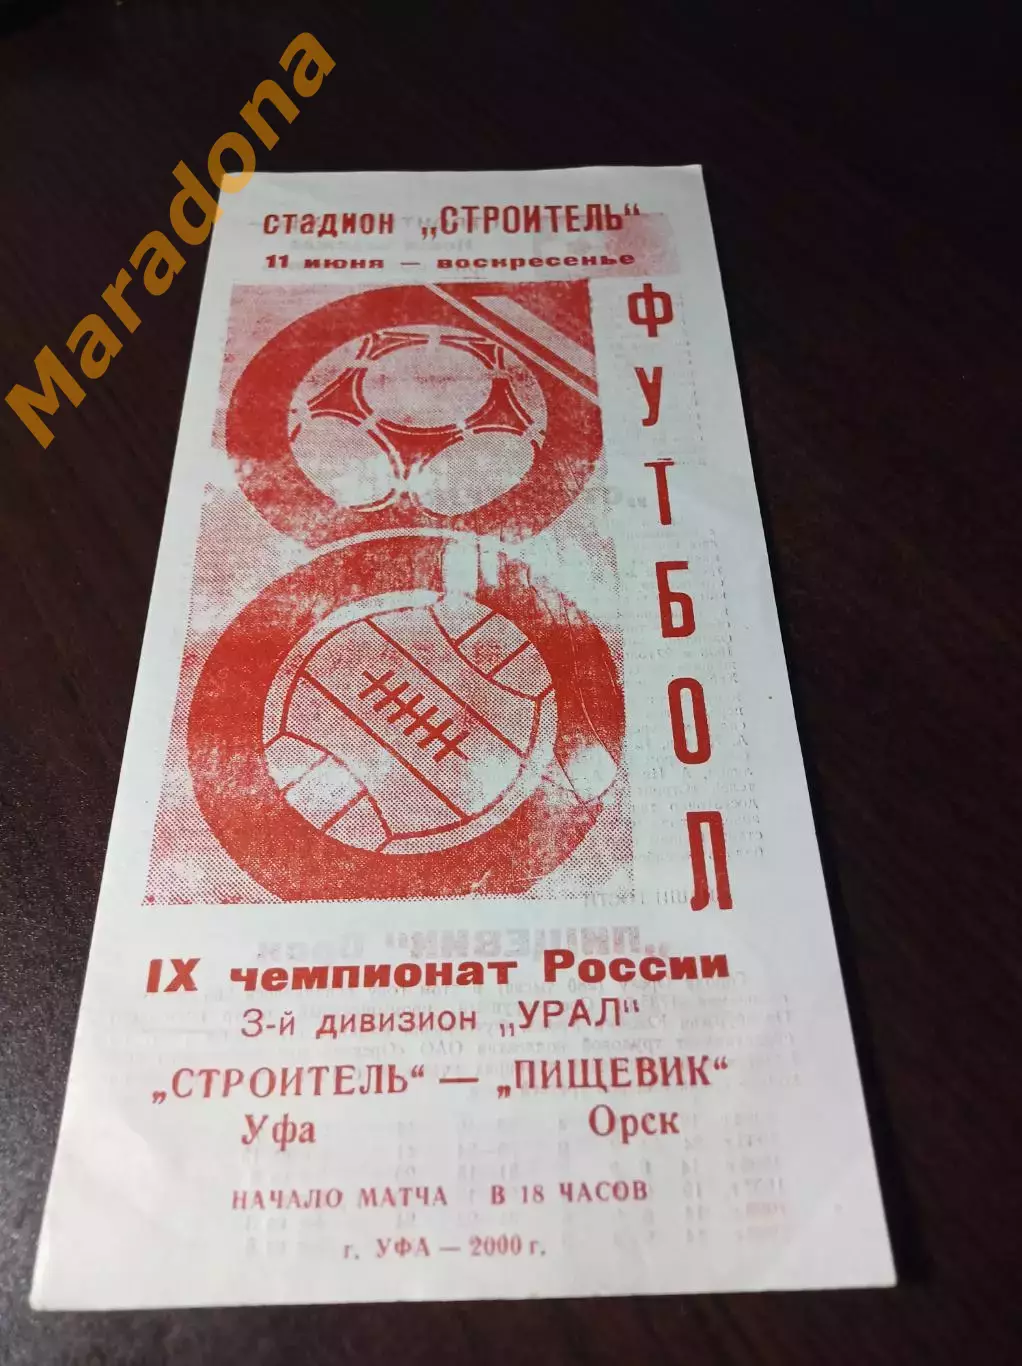 Maradona
стадион „СТРОИТЕЛЬ“
11 июня – воскресенье
ФУТБОЛ
IX чемпионат России
3-й дивизион „УРАЛ“
„СТРОИТЕЛЬ“ — „ПИЩЕВИК“
Уфа Орск
НАЧАЛО МАТЧА В 18 ЧАСОВ
г. УФА — 2000 г.